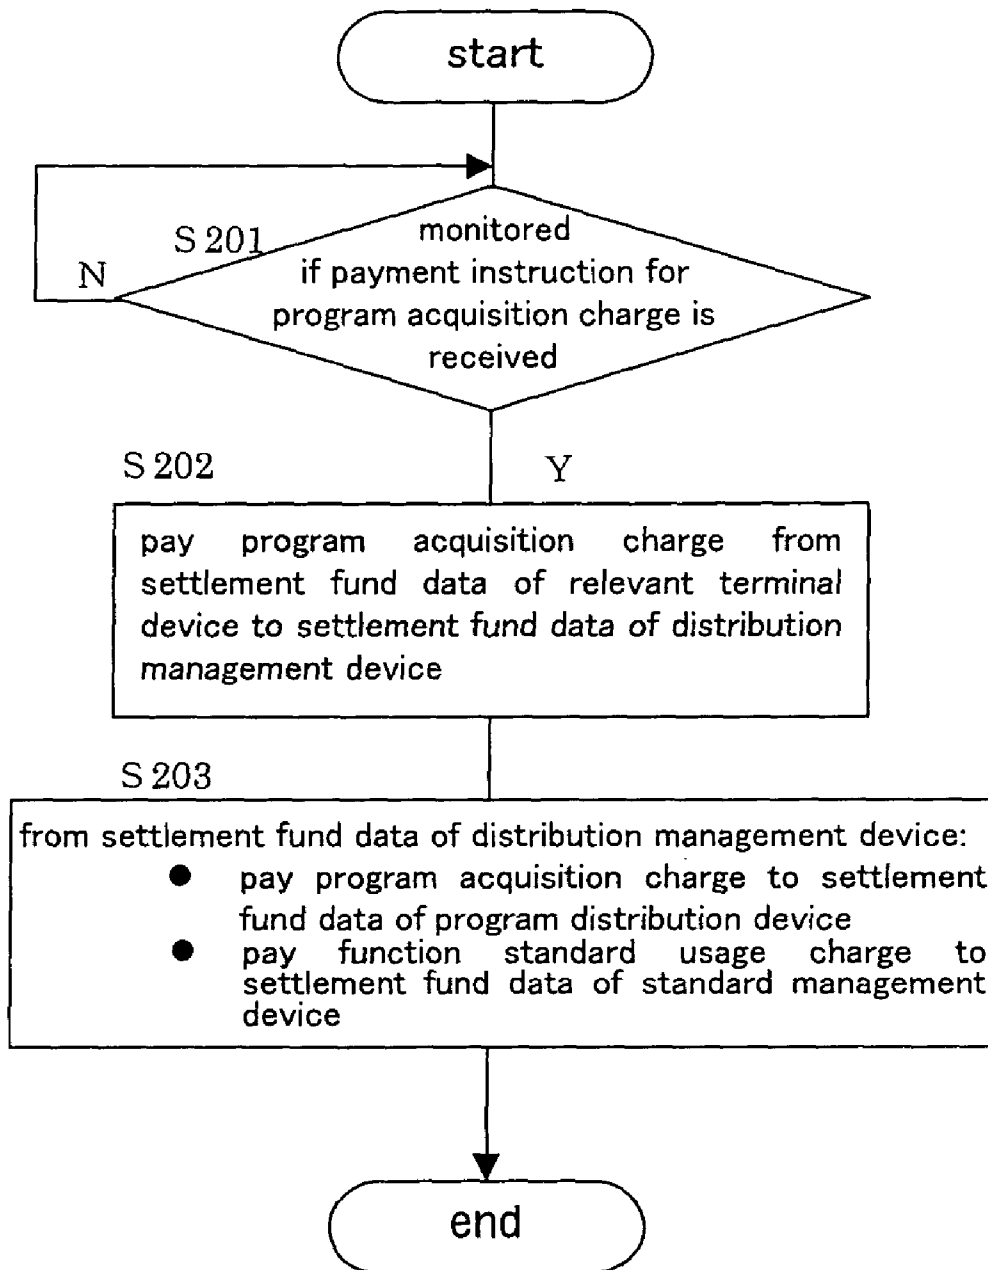 start
S 201
monitored
if payment instruction for
program acquisition charge is
received
N
S 202
Y
pay program acquisition charge from
settlement fund data of relevant terminal
device to settlement fund data of distribution
management device
S 203
from settlement fund data of distribution management device:
● pay program acquisition charge to settlement
fund data of program distribution device
● pay function standard usage charge to
settlement fund data of standard management
device
end